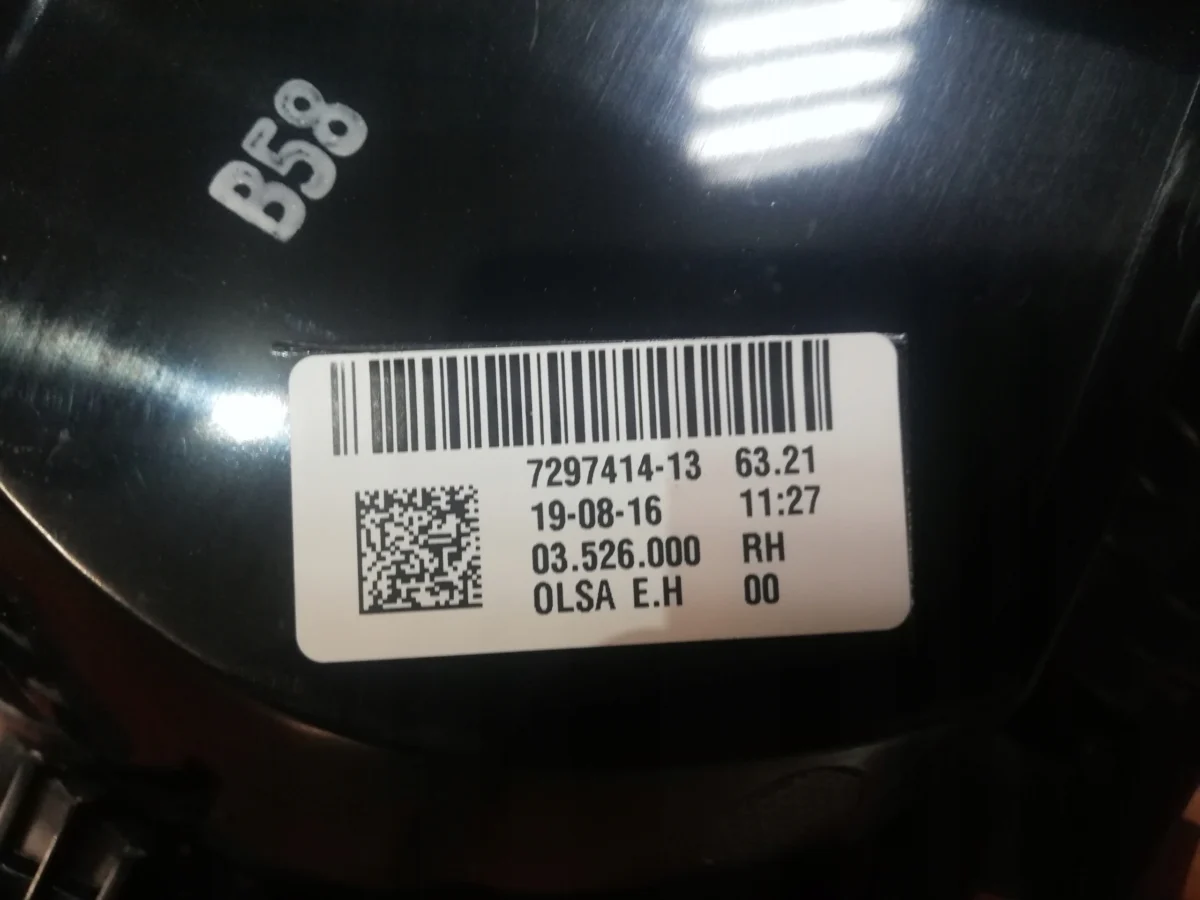 B58
7297414-13 63.21
19-08-16 11:27
03.526.000 RH
OLSA E.H 00